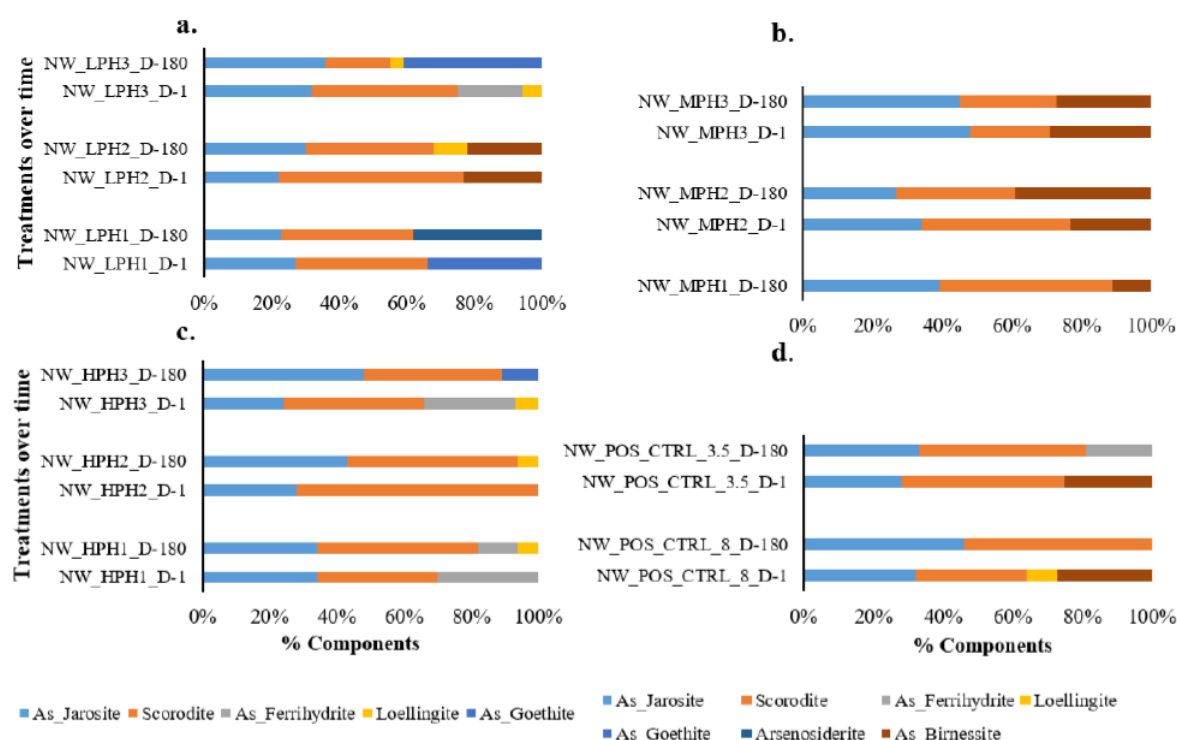 a.
Treatments over time
NW_LPH3_D-180
NW_LPH3_D-1
NW_LPH2_D-180
NW_LPH2_D-1
NW_LPH1_D-180
NW_LPH1_D-1
0% 20% 40% 60% 80% 100%
b.
NW_MPH3_D-180
NW_MPH3_D-1
NW_MPH2_D-180
NW_MPH2_D-1
NW_MPH1_D-180
0% 20% 40% 60% 80% 100%
c.
Treatments over time
NW_HPH3_D-180
NW_HPH3_D-1
NW_HPH2_D-180
NW_HPH2_D-1
NW_HPH1_D-180
NW_HPH1_D-1
0% 20% 40% 60% 80% 100%
% Components
d.
NW_POS_CTRL_3.5_D-180
NW_POS_CTRL_3.5_D-1
NW_POS_CTRL_8_D-180
NW_POS_CTRL_8_D-1
0% 20% 40% 60% 80% 100%
% Components
As_Jarosite Scorodite As_Ferrihydrite Loellingite As_Goethite
As_Jarosite Scorodite As_Ferrihydrite Loellingite
As_Goethite Arsenosiderite As_Birnessite